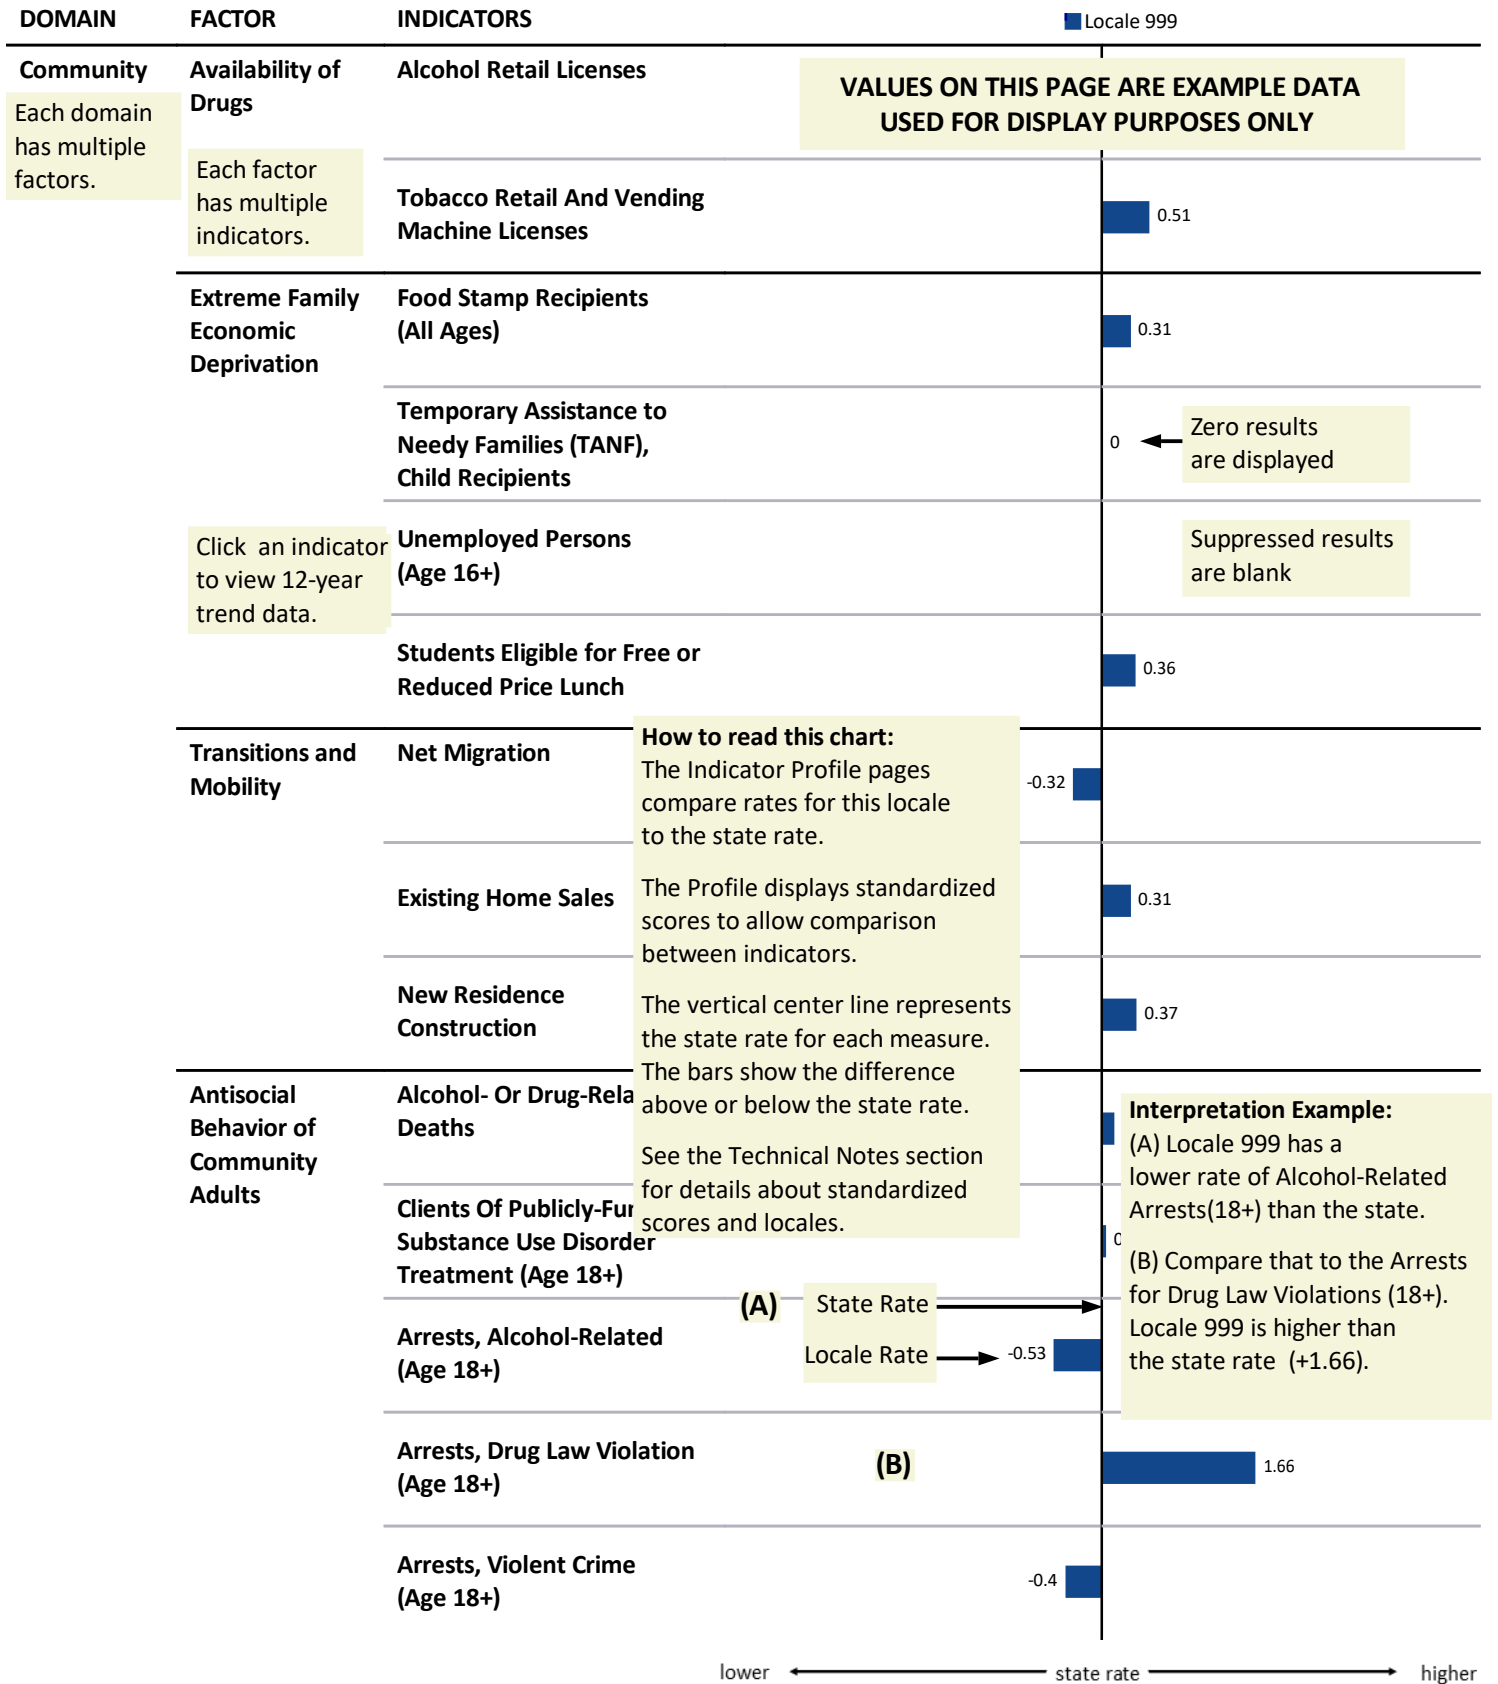 DOMAIN FACTOR INDICATORS Locale 999
Community
Each domain
has multiple
factors.
Availability of
Drugs
Each factor
has multiple
indicators.
Alcohol Retail Licenses
VALUES ON THIS PAGE ARE EXAMPLE DATA
USED FOR DISPLAY PURPOSES ONLY
Tobacco Retail And Vending
Machine Licenses
0.51
Extreme Family
Economic
Deprivation
Food Stamp Recipients
(All Ages)
0.31
Temporary Assistance to
Needy Families (TANF),
Child Recipients
0
Zero results
are displayed
Click an indicator
to view 12-year
trend data.
Unemployed Persons
(Age 16+)
Suppressed results
are blank
Students Eligible for Free or
Reduced Price Lunch
0.36
Transitions and
Mobility
Net Migration
-0.32
How to read this chart:
The Indicator Profile pages
compare rates for this locale
to the state rate.
The Profile displays standardized
scores to allow comparison
between indicators.
The vertical center line represents
the state rate for each measure.
The bars show the difference
above or below the state rate.
See the Technical Notes section
for details about standardized
scores and locales.
Existing Home Sales
0.31
New Residence
Construction
0.37
Antisocial
Behavior of
Community
Adults
Alcohol- Or Drug-Rela
Deaths
Clients Of Publicly-Fun
Substance Use Disorder
Treatment (Age 18+)
Interpretation Example:
(A) Locale 999 has a
lower rate of Alcohol-Related
Arrests(18+) than the state.
(B) Compare that to the Arrests
for Drug Law Violations (18+).
Locale 999 is higher than
the state rate (+1.66).
Arrests, Alcohol-Related
(Age 18+)
(A) State Rate
Locale Rate
-0.53
Arrests, Drug Law Violation
(Age 18+)
(B)
1.66
Arrests, Violent Crime
(Age 18+)
-0.4
lower state rate higher